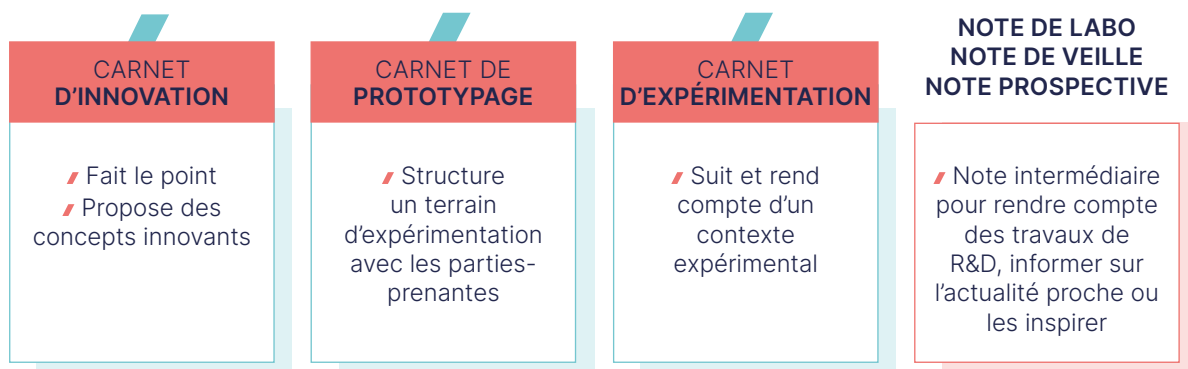 CARNET
D'INNOVATION
Fait le point
Propose des
concepts innovants
CARNET DE
PROTOTYPAGE
Structure
un terrain
d'expérimentation
avec les parties-
prenantes
CARNET
D'EXPÉRIMENTATION
Suit et rend
compte d'un
contexte
expérimental
NOTE DE LABO
NOTE DE VEILLE
NOTE PROSPECTIVE
Note intermédiaire
pour rendre compte
des travaux de
R&D, informer sur
l'actualité proche ou
les inspirer